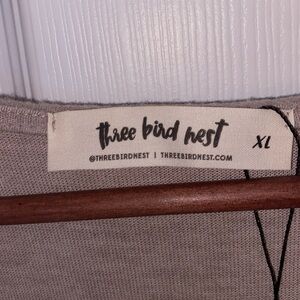 three bird nest
@THREEBIRDNEST | THREEBIRDNEST.COM
XL